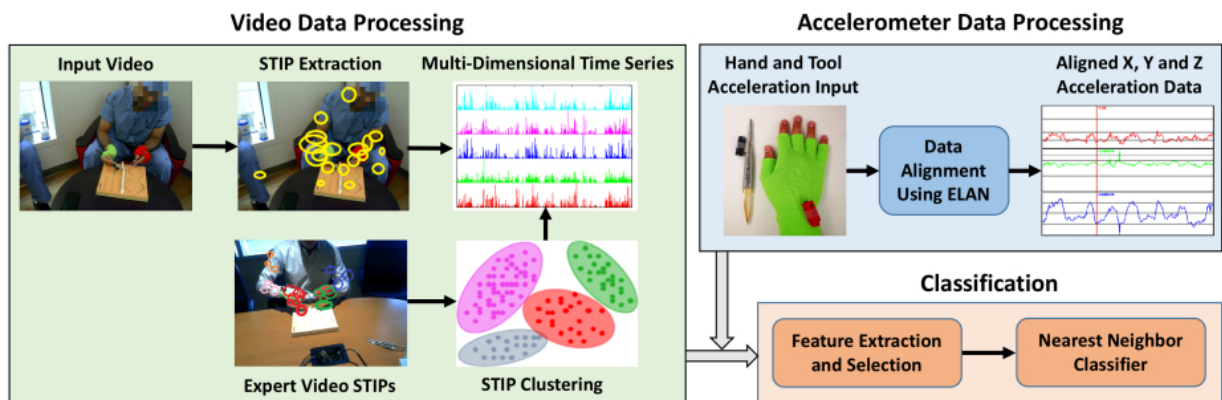 Video Data Processing
Input Video
STIP Extraction
Multi-Dimensional Time Series
Expert Video STIPs
STIP Clustering
Accelerometer Data Processing
Hand and Tool
Acceleration Input
Data
Alignment
Using ELAN
Aligned X, Y and Z
Acceleration Data
Classification
Feature Extraction
and Selection
Nearest Neighbor
Classifier